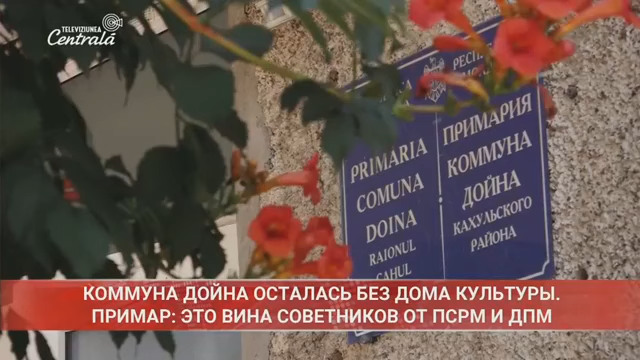 TELEVIZIUNEA
Centrală
PRIMARIA
COMUNA
DOINA
RAIONUL
CAHUL
ПРИМАРИЯ
КОММУНА
ДОЙНА
КАХУЛЬСКОГО
РАЙОНА
КОММУНА ДОЙНА ОСТАЛАСЬ БЕЗ ДОМА КУЛЬТУРЫ.
ПРИМАР: ЭТО ВИНА СОВЕТНИКОВ ОТ ПСРМ И ДПМ